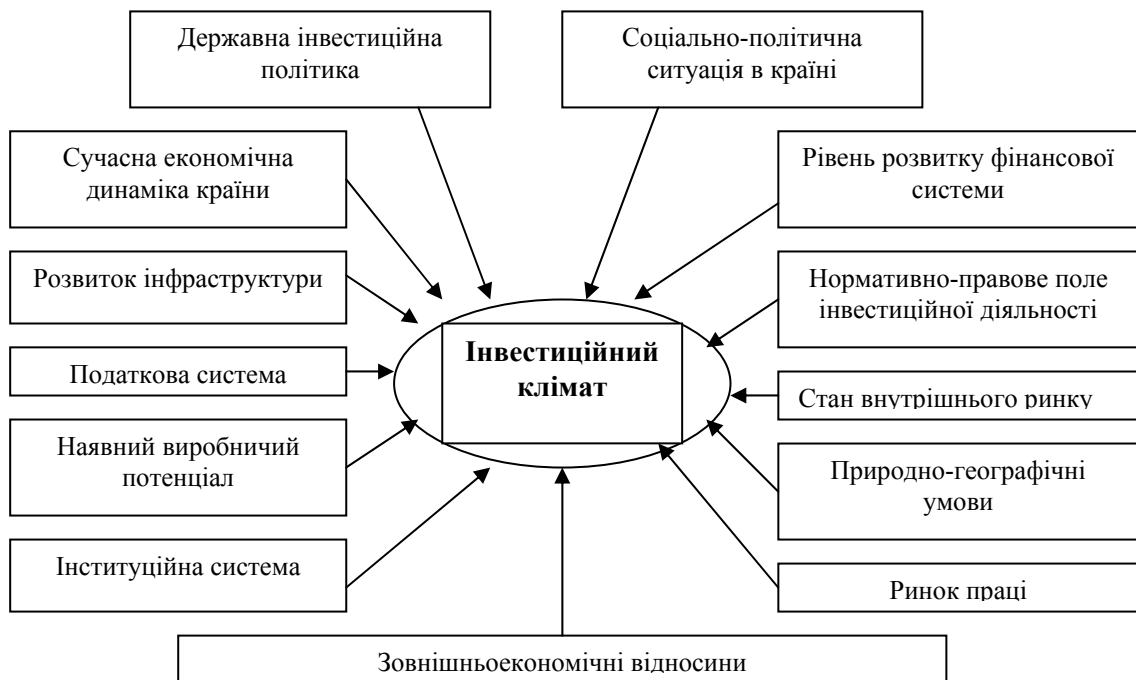 Державна інвестиційна
політика
Соціально-політична
ситуація в країні
Сучасна економічна
динаміка країни
Рівень розвитку фінансової
системи
Розвиток інфраструктури
Нормативно-правове поле
інвестиційної діяльності
Інвестиційний
клімат
Податкова система
Стан внутрішнього ринку
Наявний виробничий
потенціал
Природно-географічні
умови
Інституційна система
Ринок праці
Зовнішньоекономічні відносини